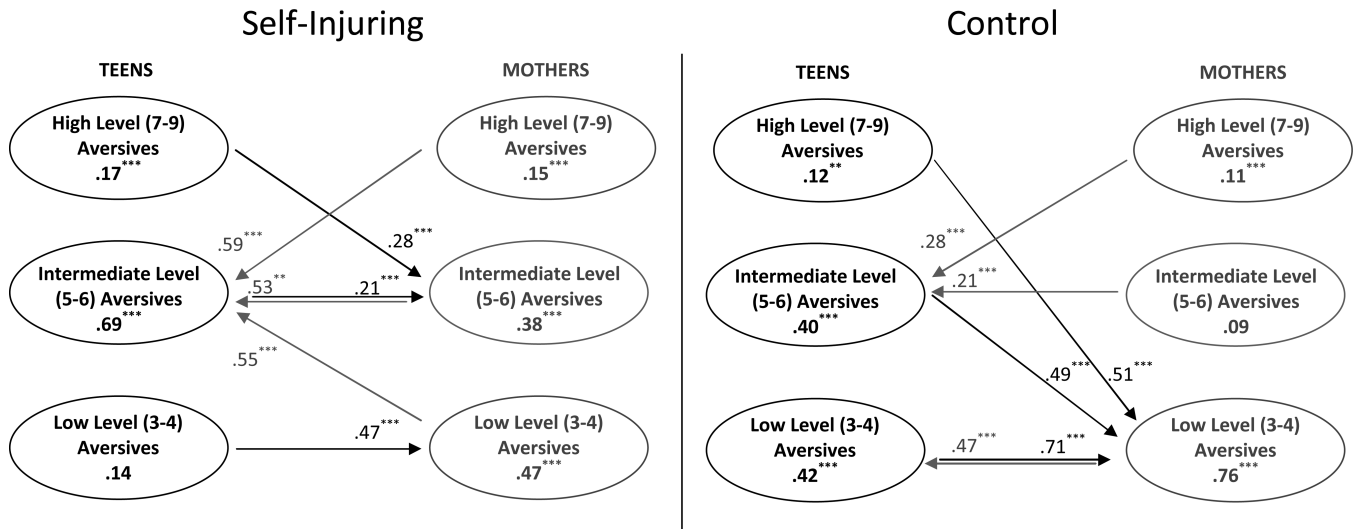 Self-Injuring
TEENS
MOTHERS
High Level (7-9)
Aversives
.17***
High Level (7-9)
Aversives
.15***
.59***
.28***
Intermediate Level
(5-6) Aversives
.69***
.53**
.21***
Intermediate Level
(5-6) Aversives
.38***
.55***
Low Level (3-4)
Aversives
.14
.47***
Low Level (3-4)
Aversives
.47***
Control
TEENS
MOTHERS
High Level (7-9)
Aversives
.12**
High Level (7-9)
Aversives
.11***
.28***
Intermediate Level
(5-6) Aversives
.40***
.21***
Intermediate Level
(5-6) Aversives
.09
.49***
.51***
Low Level (3-4)
Aversives
.42***
.47***
.71***
Low Level (3-4)
Aversives
.76***